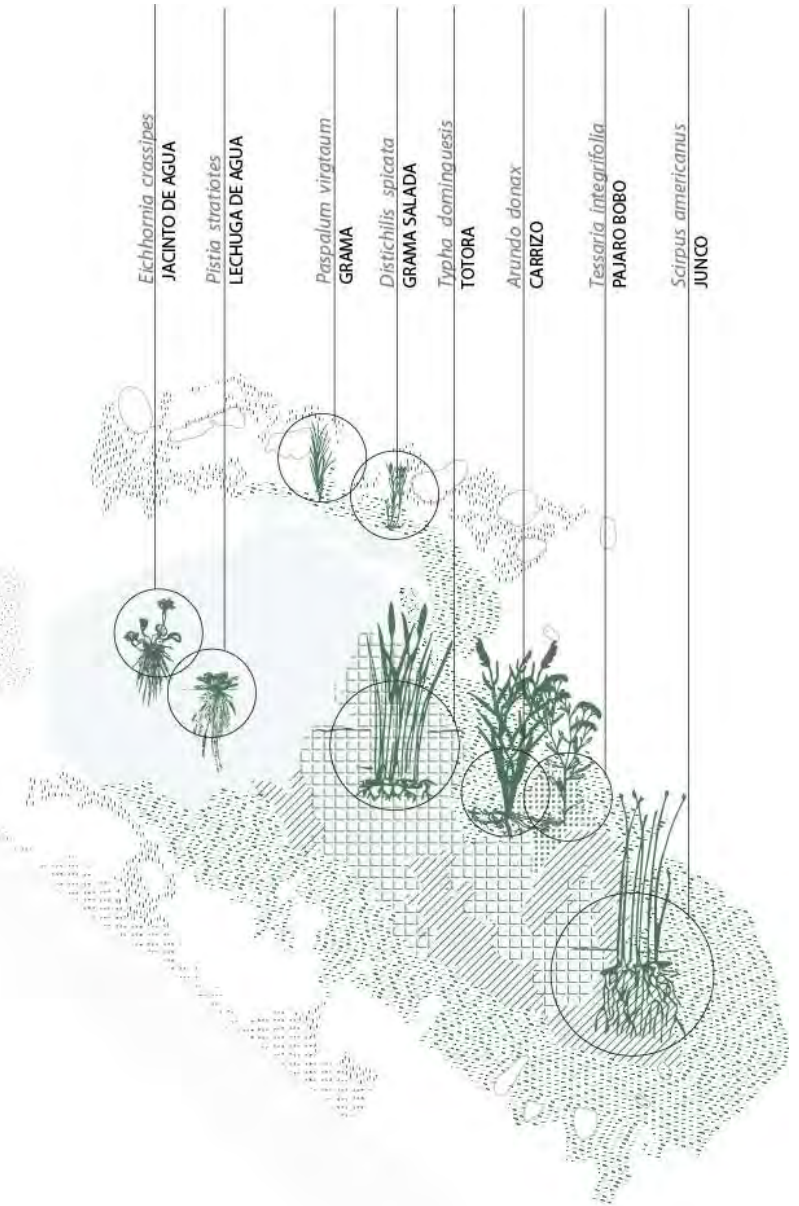 Eichhornia crassipes
JACINTO DE AGUA
Pistia stratiotes
LECHUGA DE AGUA
Paspalum virgtaum
GRAMA
Distichilis spicata
GRAMA SALADA
Typha dominguesis
TOTORA
Arundo donax
CARRIZO
Tessaria integrifolia
PAJARO BOBO
Scirpus americanus
JUNCO